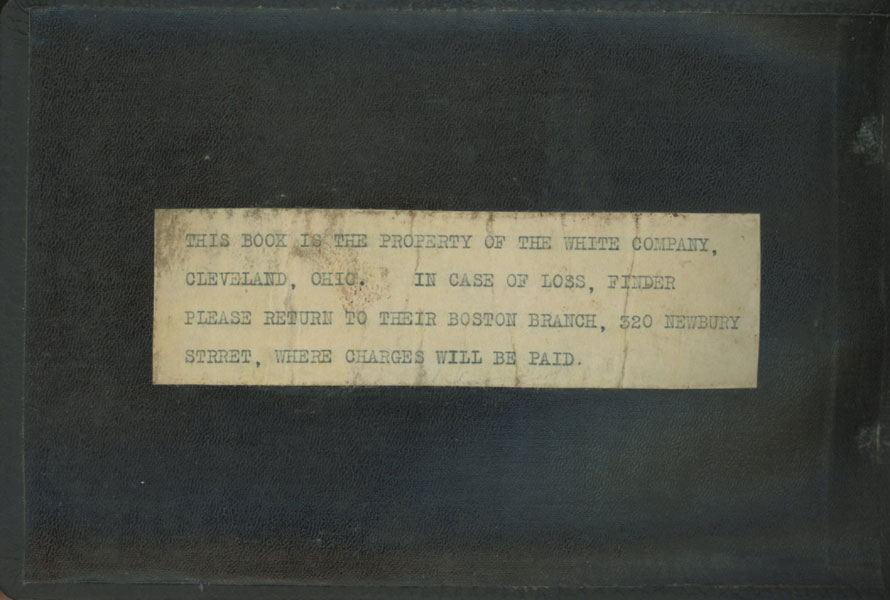 THIS BOOK IS THE PROPERTY OF THE WHITE COMPANY,
CLEVELAND, OHIO. IN CASE OF LOSS, FINDER
PLEASE RETURN TO THEIR BOSTON BRANCH, 320 NEWBURY
STRRET, WHERE CHARGES WILL BE PAID.